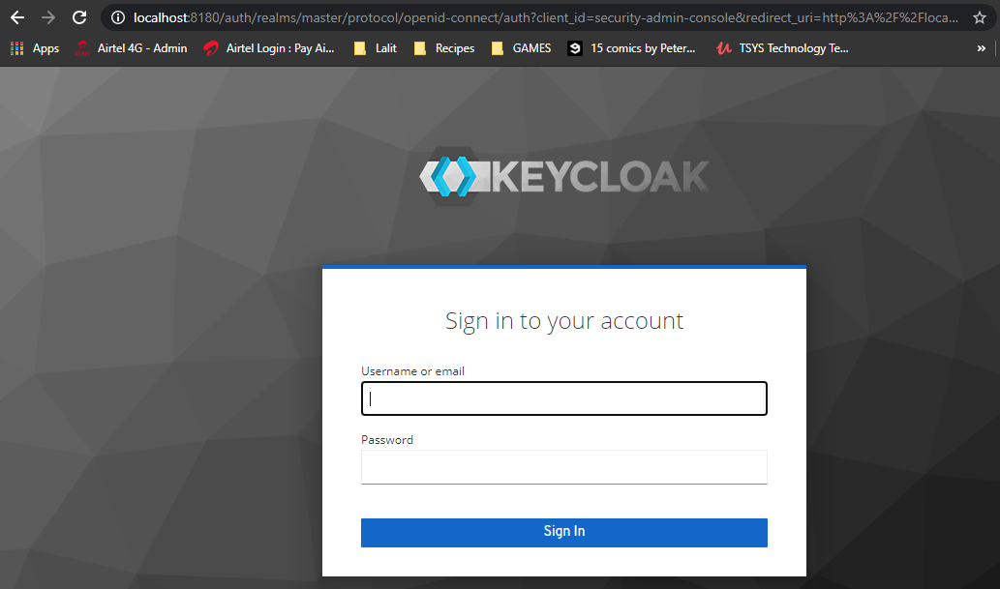 localhost:8180/auth/realms/master/protocol/openid-connect/auth?client_id=security-admin-console&redirect_uri=http%3A%2F%2Floca...
Apps Airtel 4G - Admin Airtel Login : Pay Ai... Lalit Recipes GAMES 15 comics by Peter... TSYS Technology Te... »
KEYCLOAK
Sign in to your account
Username or email
Password
Sign In